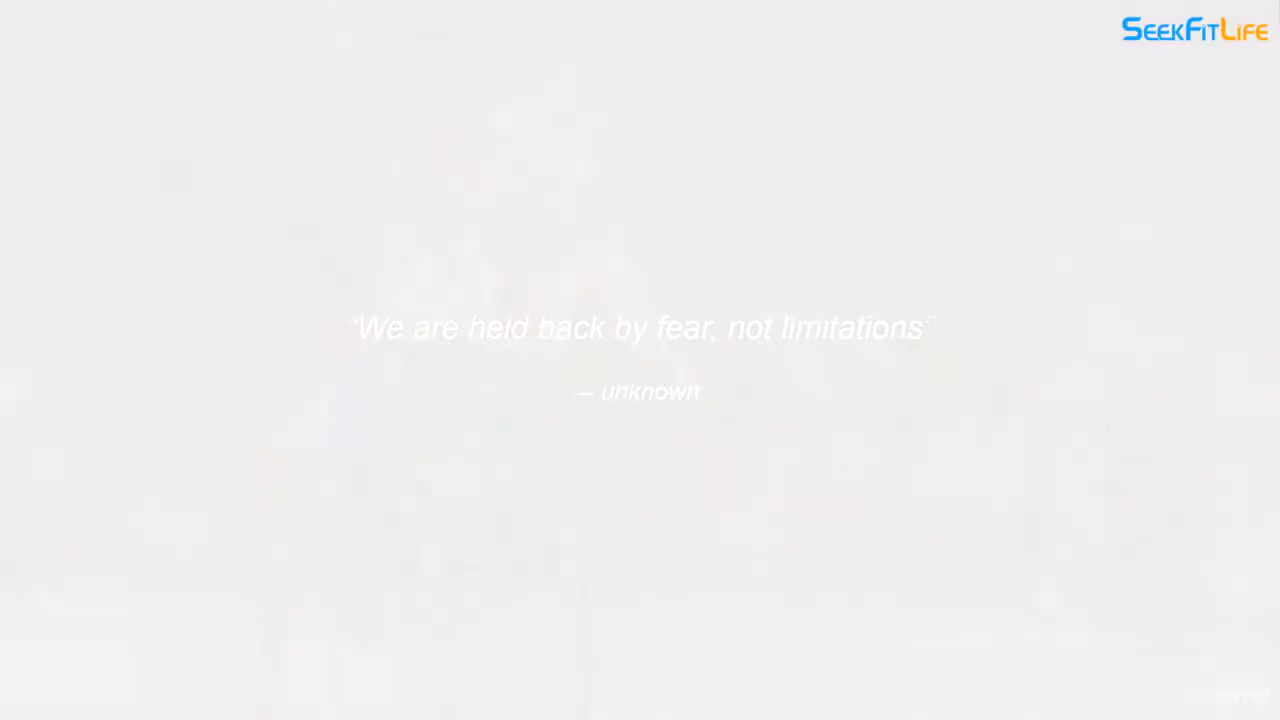 SEEKFITLIFE
"We are held back by fear, not limitations"
– unknown